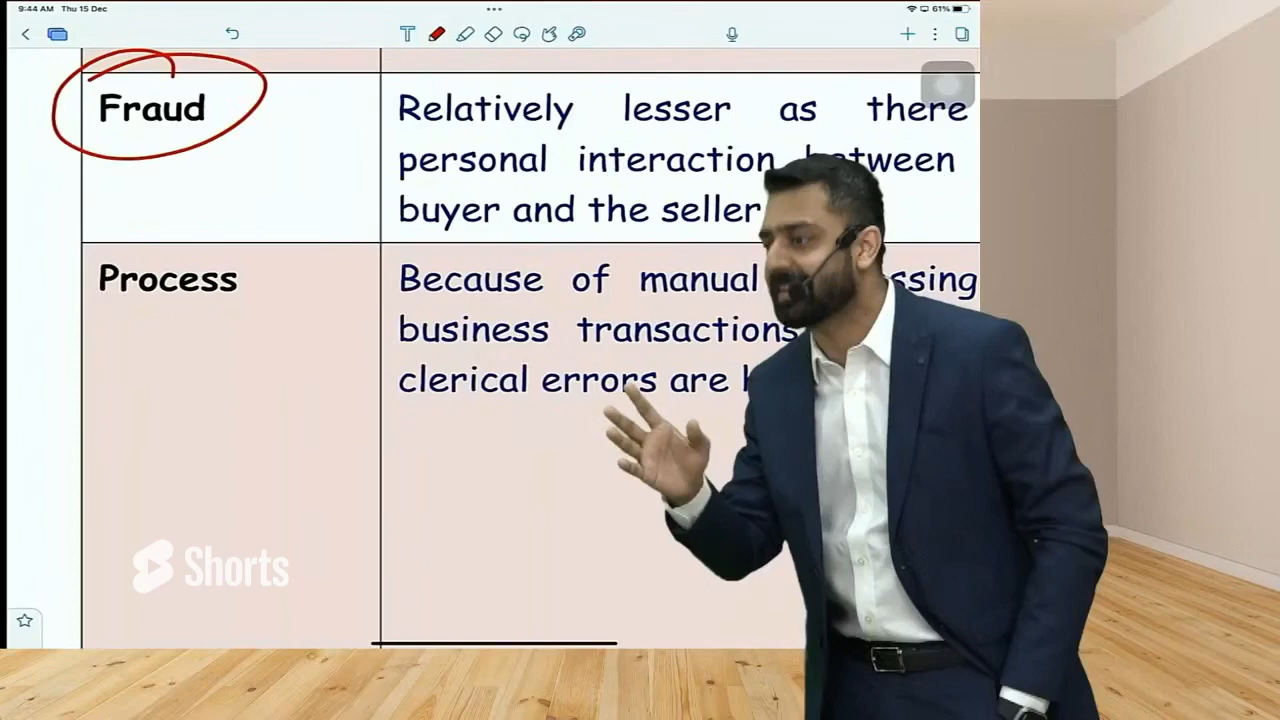 9:44 AM Thu 15 Dec
61%
Fraud
Relatively lesser as there
personal interaction between
buyer and the seller
Process
Because of manual
business transactions
clerical errors are
Shorts